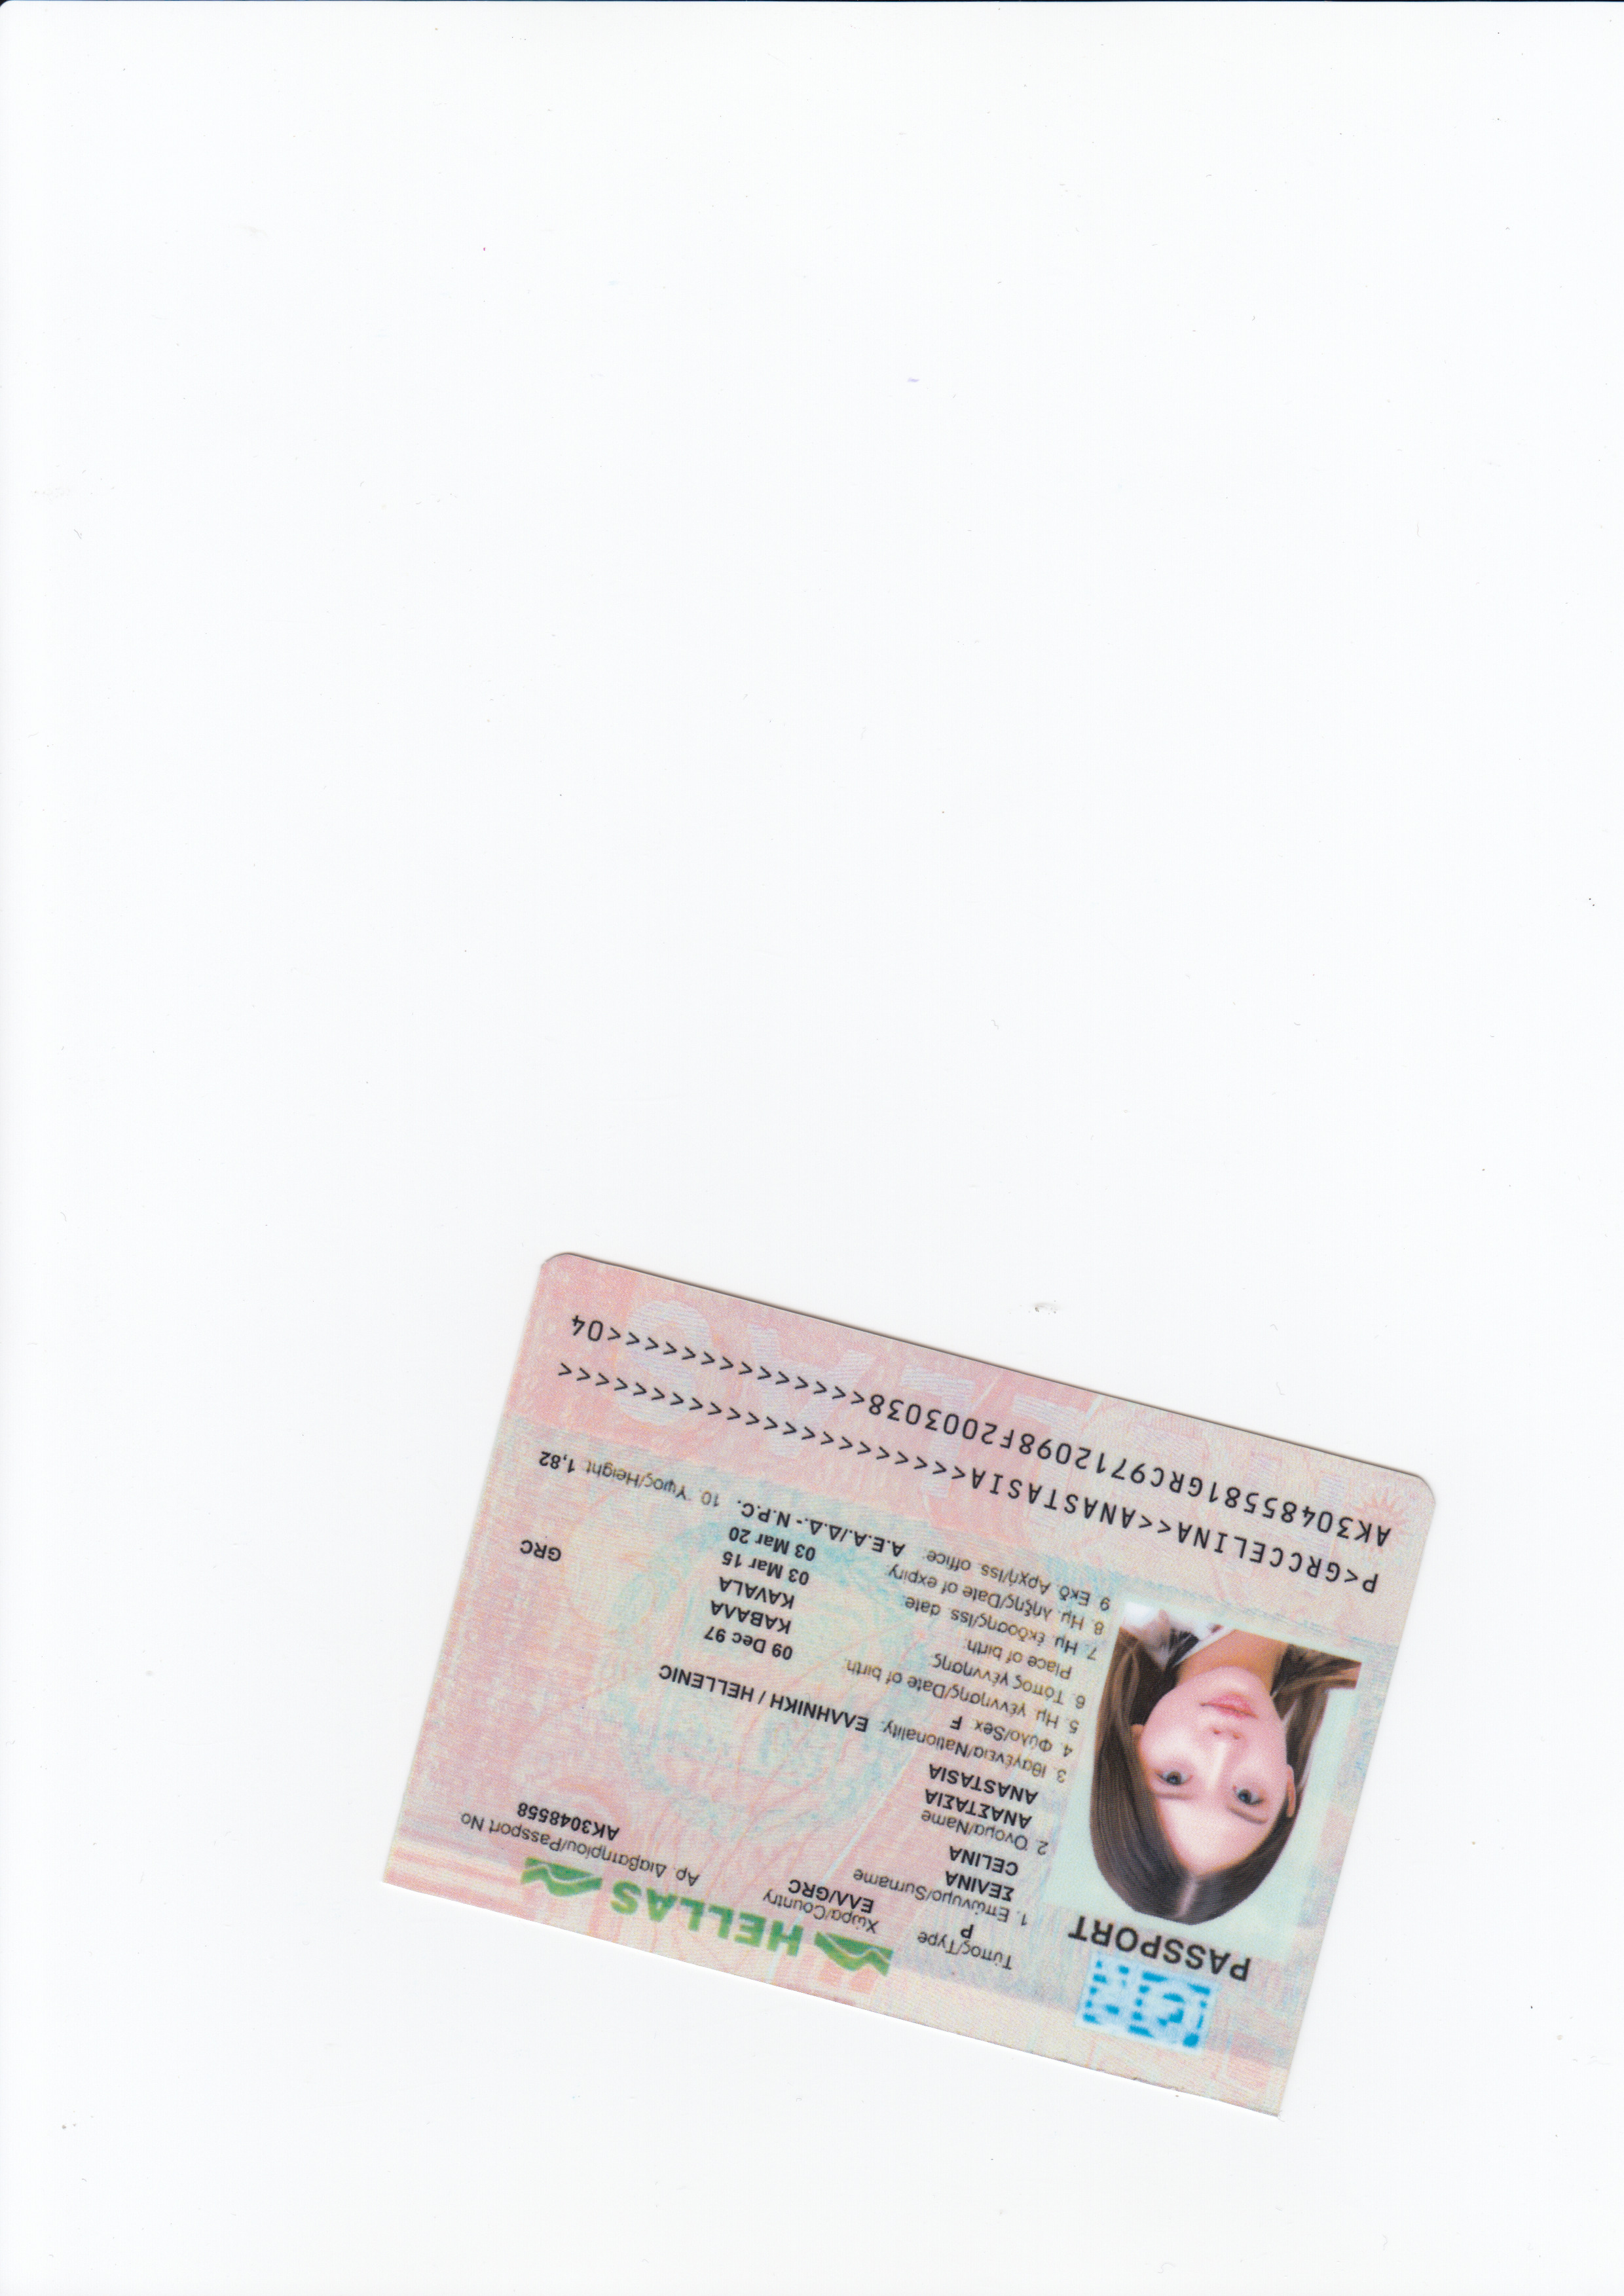 PASSPORT
HELLAS
Τύπος/Type
P
Χώρα/Country
ΕΛΛ/GRC
Αρ. Διαβατηρίου/Passport No
AK3048558
1. Επώνυμο/Surname
ΣΕΛΙΝΑ
CELINA
2. Όνομα/Name
ΑΝΑΣΤΑΣΙΑ
ANASTASIA
3. Ιθαγένεια/Nationality. ΕΛΛΗΝΙΚΗ / HELLENIC
4. Φύλο/Sex. F
5. Ημ. γέννησης/Date of birth. 09 Dec 97
6. Τόπος γέννησης. ΚΑΒΑΛΑ
Place of birth. KAVALA GRC
7. Ημ. έκδοσης/Iss. date. 03 Mar 15
8. Ημ. λήξης/Date of expiry. 03 Mar 20
9. Εκδ. Αρχή/Iss. office. Α.Ε.Α./Δ.Δ.- N.P.C. 10. Υψος/Height. 1,82
P<GRCCELINA<<ANASTASIA<<<<<<<<<<<<<<<<<<<<<<
AK30485581GRC9712098F2003038<<<<<<<<<<<<<<04